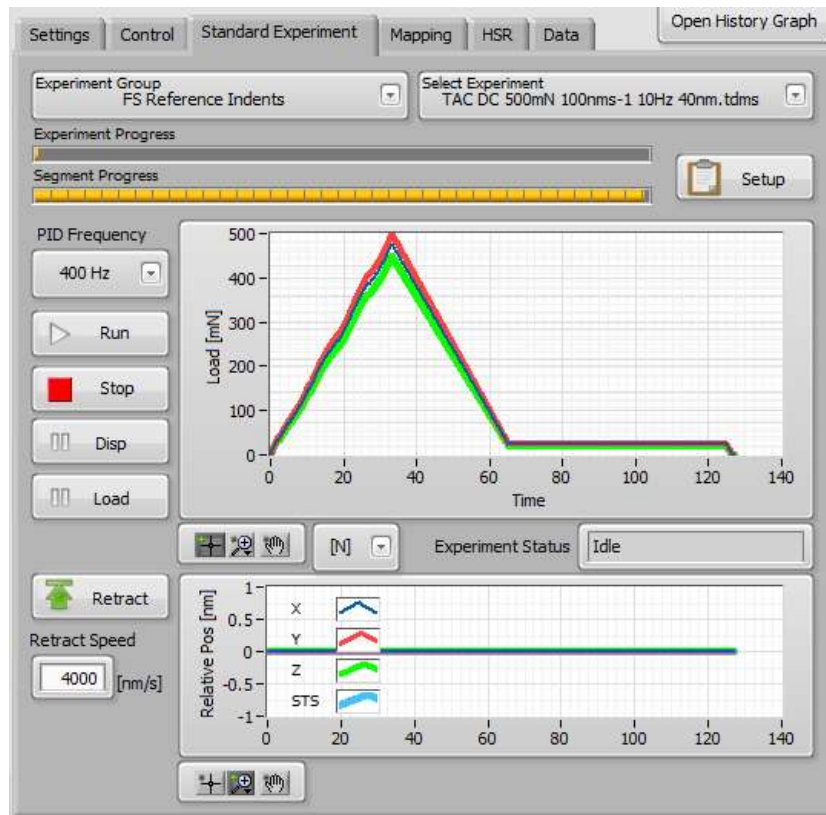 Settings Control Standard Experiment Mapping HSR Data Open History Graph
Experiment Group
FS Reference Indents
Select Experiment
TAC DC 500mN 100nms-1 10Hz 40nm.tdms
Experiment Progress
Segment Progress
Setup
PID Frequency
400 Hz
Run
Stop
Disp
Load
Load [mN]
500
400
300
200
100
0
0 20 40 60 80 100 120 140
Time
[N]
Experiment Status Idle
Retract
Retract Speed
4000 [nm/s]
Relative Pos [nm]
1
0.5
0
-0.5
-1
X
Y
Z
STS
0 20 40 60 80 100 120 140